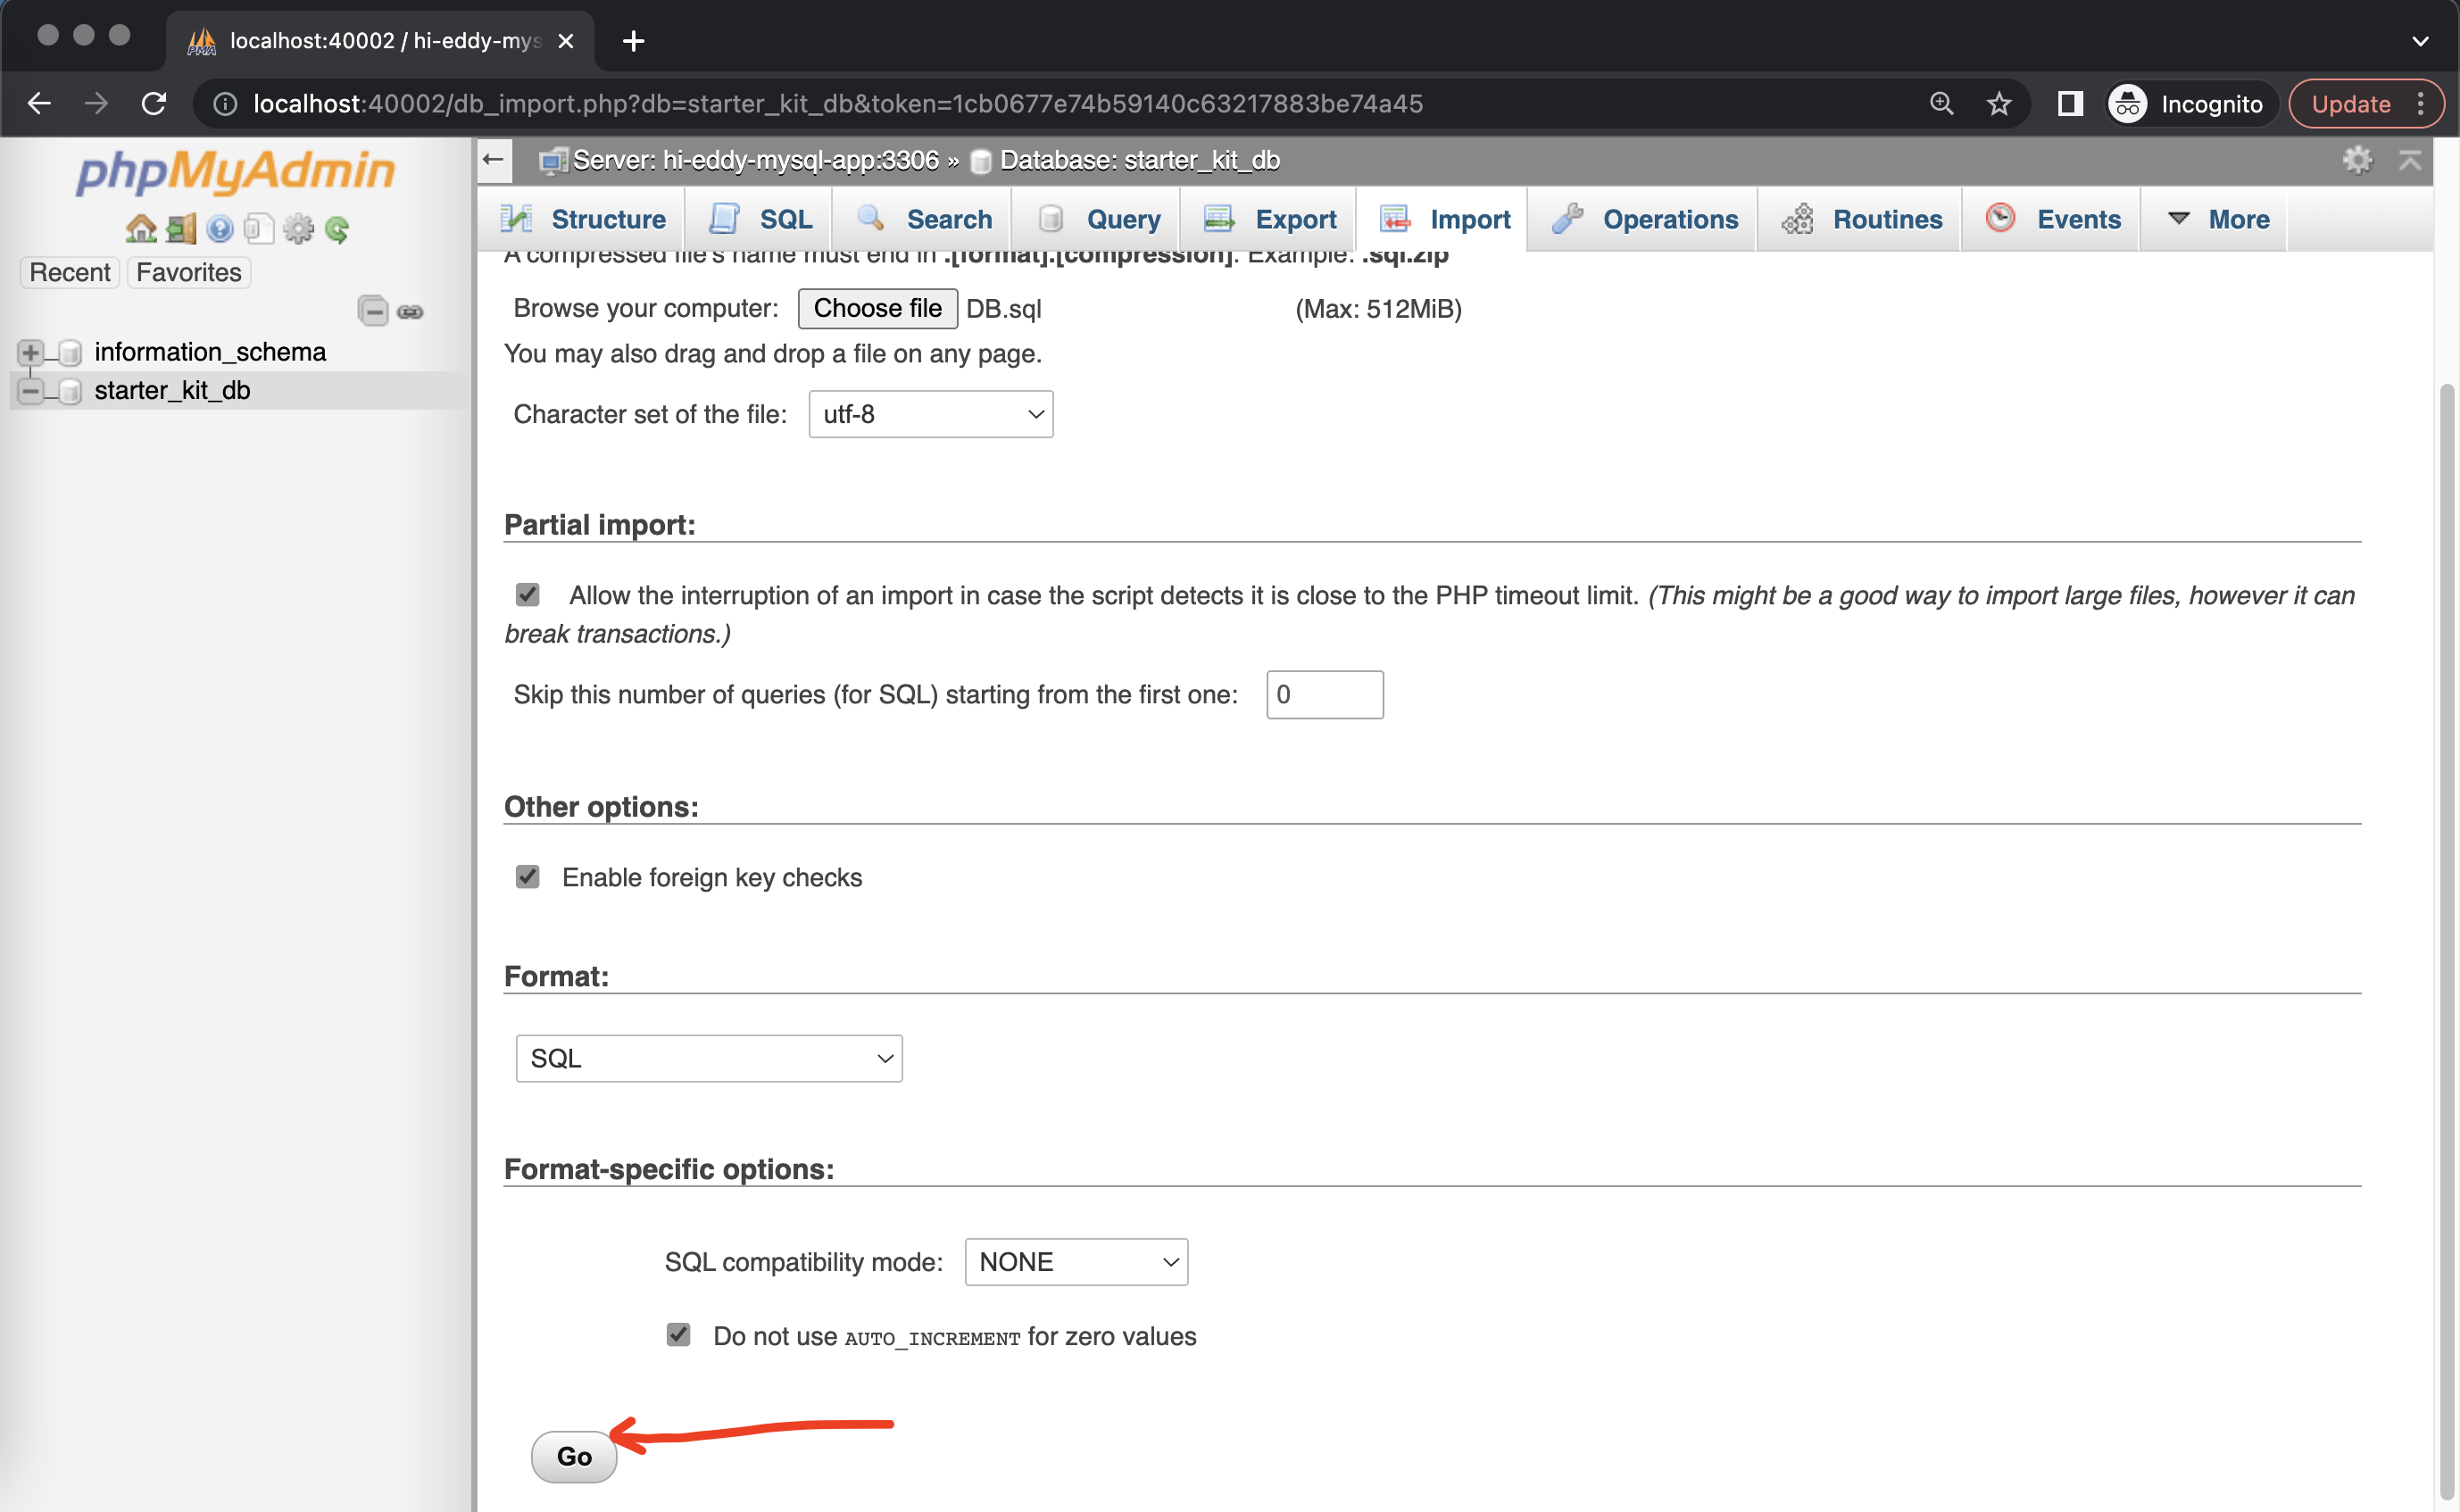 localhost:40002 / hi-eddy-mys
localhost:40002/db_import.php?db=starter_kit_db&token=1cb0677e74b59140c63217883be74a45
Incognito
Update
phpMyAdmin
Recent
Favorites
information_schema
starter_kit_db
Server: hi-eddy-mysql-app:3306 » Database: starter_kit_db
Structure
SQL
Search
Query
Export
Import
Operations
Routines
Events
More
A compressed file's name must end in .[format].[compression]. Example: .sql.zip
Browse your computer: Choose file DB.sql (Max: 512MiB)
You may also drag and drop a file on any page.
Character set of the file: utf-8
Partial import:
Allow the interruption of an import in case the script detects it is close to the PHP timeout limit. (This might be a good way to import large files, however it can
break transactions.)
Skip this number of queries (for SQL) starting from the first one: 0
Other options:
Enable foreign key checks
Format:
SQL
Format-specific options:
SQL compatibility mode: NONE
Do not use AUTO_INCREMENT for zero values
Go